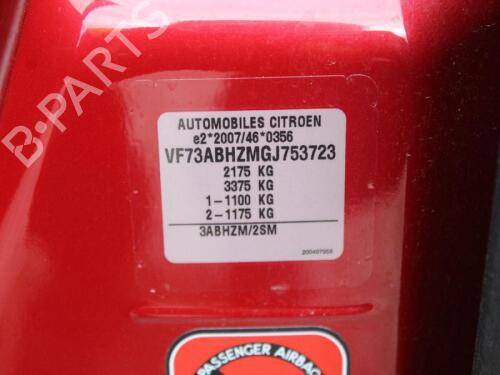 B-PARTS
AUTOMOBILES CITROEN
e2*2007/46*0356
VF73ABHZMGJ753723
2175 KG
3375 KG
1-1100 KG
2-1175 KG
3ABHZM/2SM
PASSENGER AIRBAG